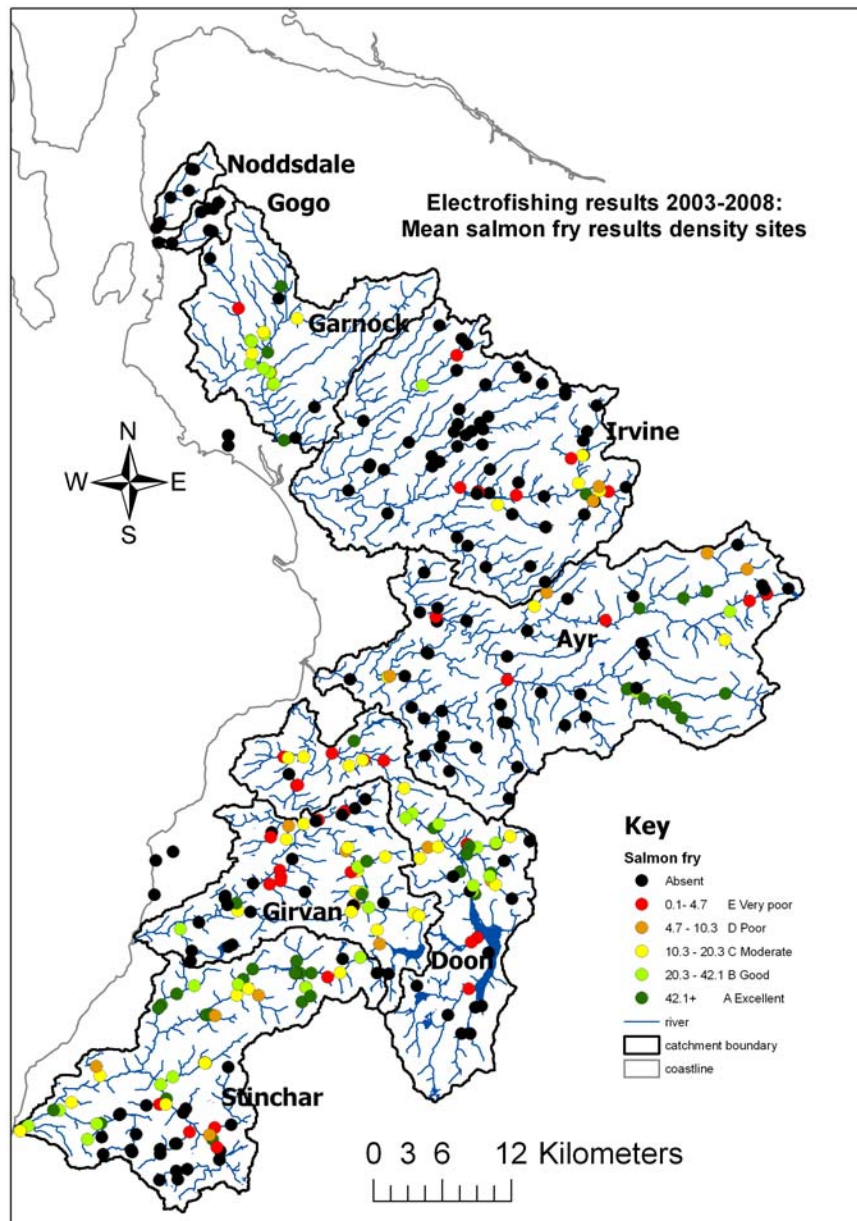 Noddsdale
Gogo
Electrofishing results 2003-2008:
Mean salmon fry results density sites
Garnock
Irvine
N
W E
S
Ayr
Key
Salmon fry
Absent
0.1- 4.7 E Very poor
4.7 - 10.3 D Poor
10.3 - 20.3 C Moderate
20.3 - 42.1 B Good
42.1+ A Excellent
river
catchment boundary
coastline
Girvan
Doon
Stinchar
0 3 6 12 Kilometers